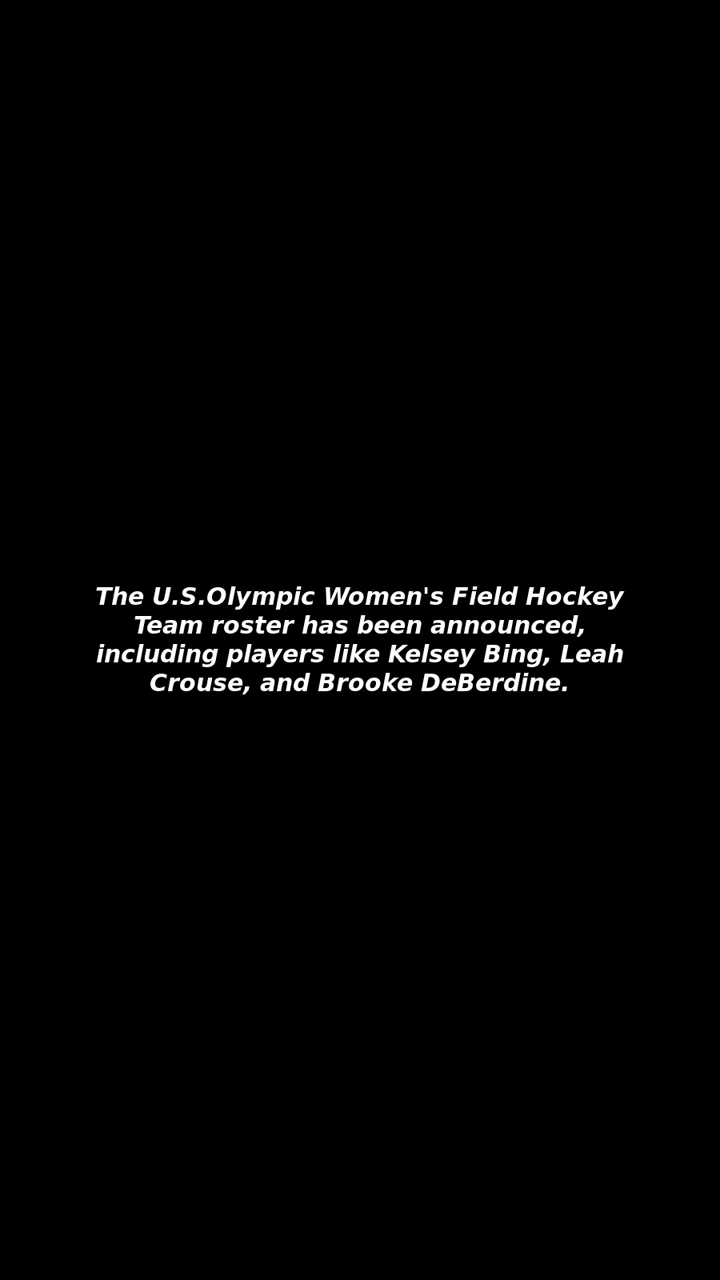 The U.S.Olympic Women's Field Hockey
Team roster has been announced,
including players like Kelsey Bing, Leah
Crouse, and Brooke DeBerdine.